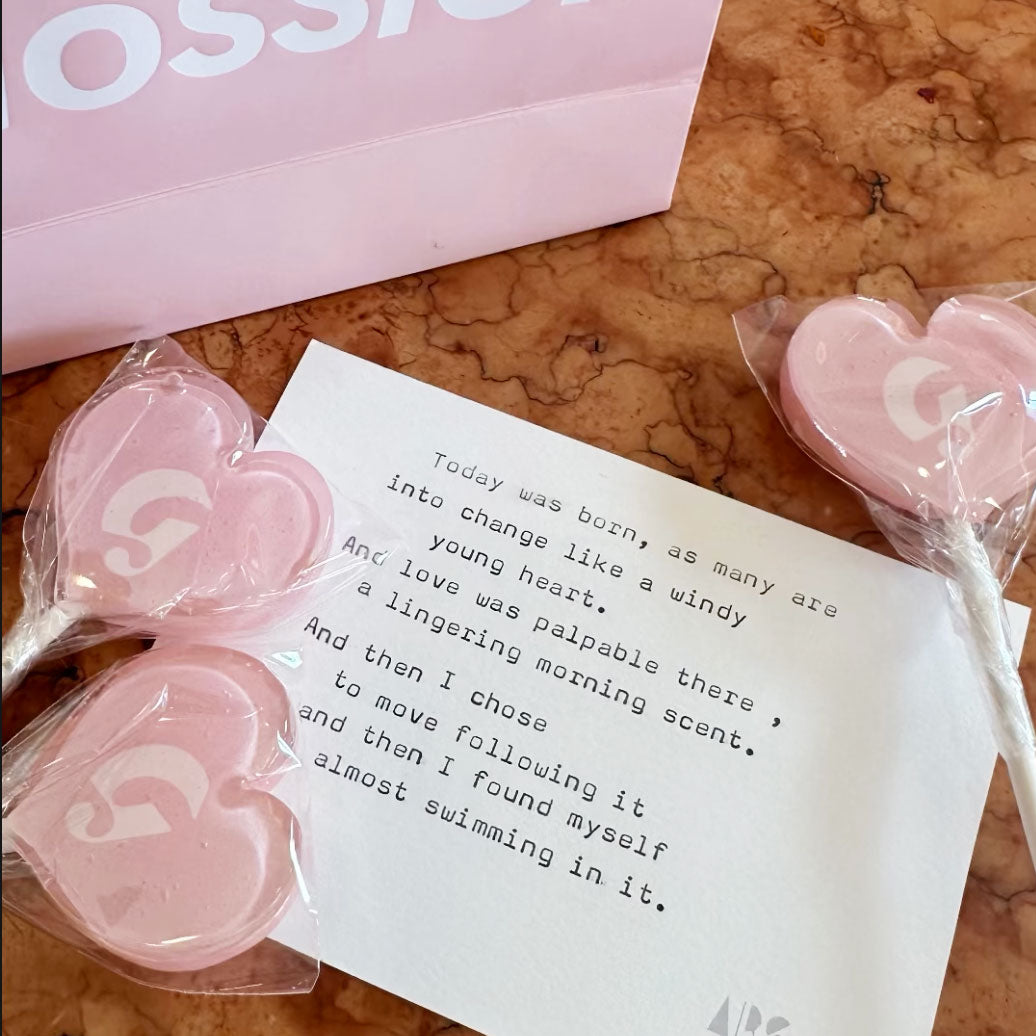 OSSI
Today was born, as many are
into change like a windy
young heart.
And love was palpable there ,
a lingering morning scent.
And then I chose
to move following it
and then I found myself
almost swimming in it.
G
G
G